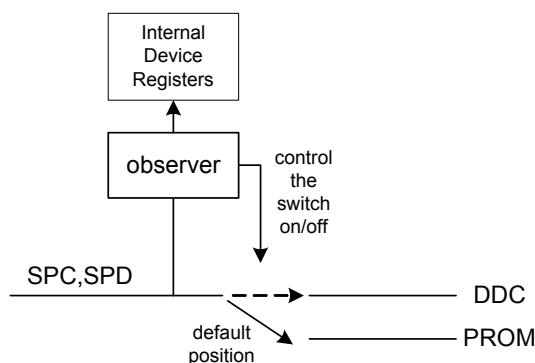 Internal
Device
Registers
observer
control
the
switch
on/off
SPC,SPD
DDC
default
position
PROM